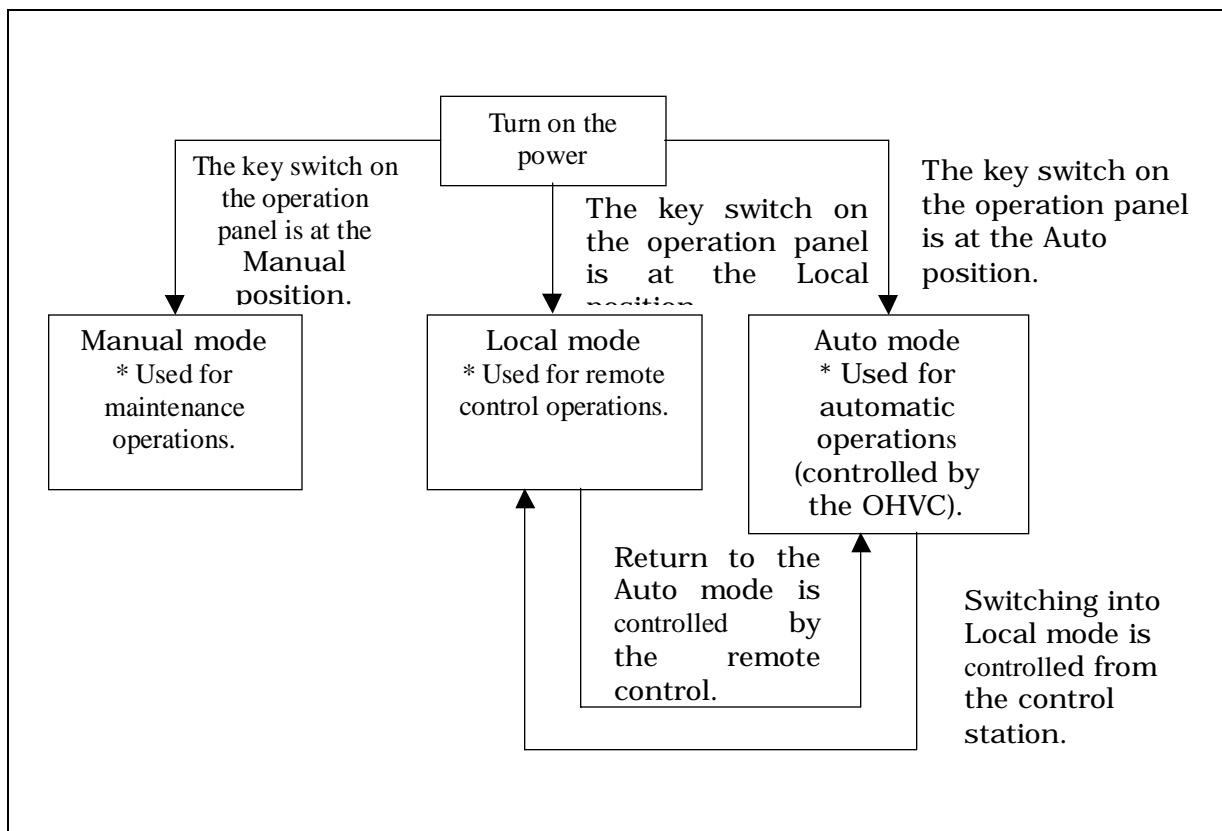 Turn on the
power
The key switch on
the operation
panel is at the
Manual
position.
The key switch on
the operation panel
is at the Local
position
The key switch on
the operation panel
is at the Auto
position.
Manual mode
* Used for
maintenance
operations.
Local mode
* Used for remote
control operations.
Auto mode
* Used for
automatic
operations
(controlled by
the OHVC).
Return to the
Auto mode is
controlled by
the remote
control.
Switching into
Local mode is
controlled from
the control
station.